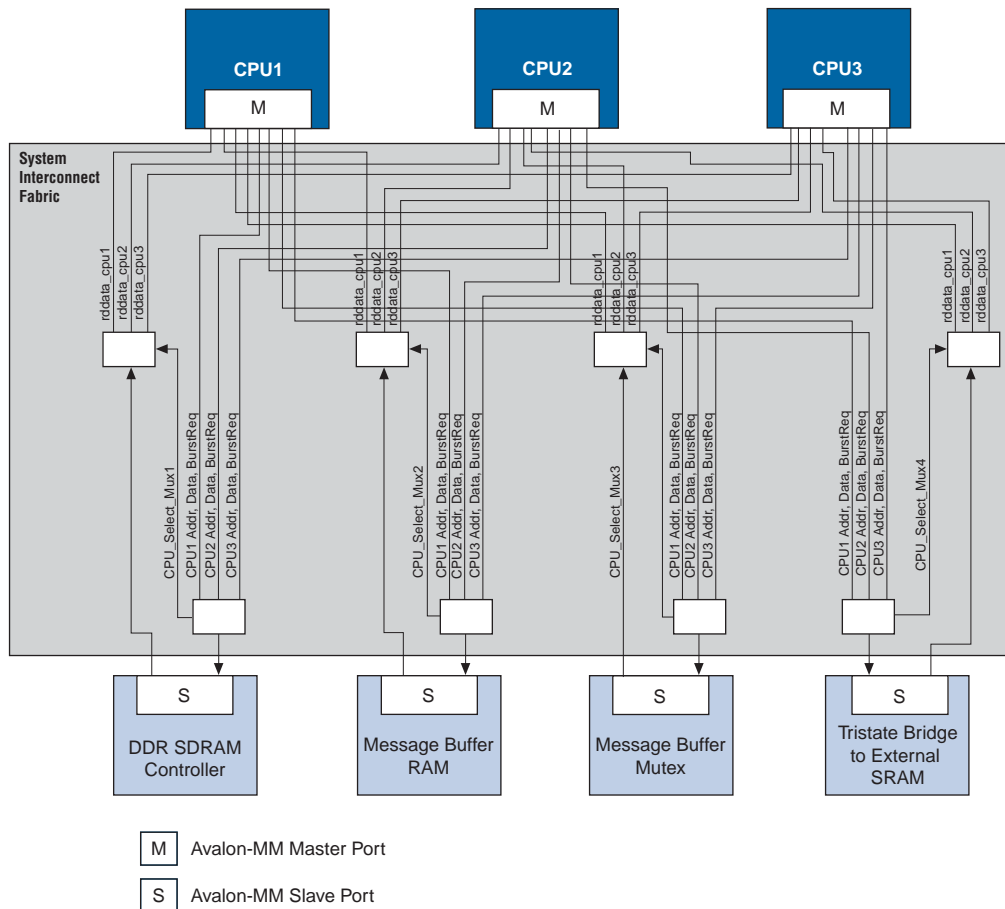 CPU1
CPU2
CPU3
M
M
M
System
Interconnect
Fabric
rddata_cpu1
rddata_cpu2
rddata_cpu3
rddata_cpu1
rddata_cpu2
rddata_cpu3
rddata_cpu1
rddata_cpu2
rddata_cpu3
rddata_cpu1
rddata_cpu2
rddata_cpu3
CPU_Select_Mux1
CPU1 Addr, Data, BurstReq
CPU2 Addr, Data, BurstReq
CPU3 Addr, Data, BurstReq
CPU_Select_Mux2
CPU1 Addr, Data, BurstReq
CPU2 Addr, Data, BurstReq
CPU3 Addr, Data, BurstReq
CPU_Select_Mux3
CPU1 Addr, Data, BurstReq
CPU2 Addr, Data, BurstReq
CPU3 Addr, Data, BurstReq
CPU1 Addr, Data, BurstReq
CPU2 Addr, Data, BurstReq
CPU3 Addr, Data, BurstReq
CPU_Select_Mux4
S
S
S
S
DDR SDRAM
Controller
Message Buffer
RAM
Message Buffer
Mutex
Tristate Bridge
to External
SRAM
M Avalon-MM Master Port
S Avalon-MM Slave Port